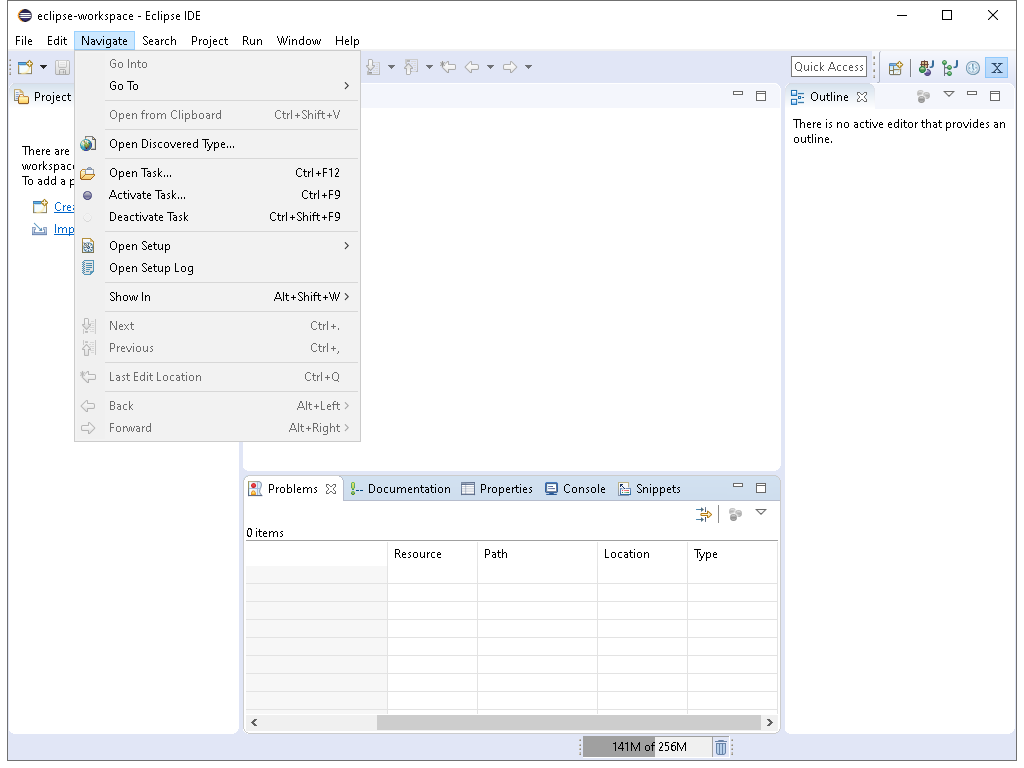 eclipse-workspace - Eclipse IDE
File Edit Navigate Search Project Run Window Help
Quick Access
Go Into
Go To
Open from Clipboard Ctrl+Shift+V
Open Discovered Type...
Open Task... Ctrl+F12
Activate Task... Ctrl+F9
Deactivate Task Ctrl+Shift+F9
Open Setup
Open Setup Log
Show In Alt+Shift+W
Next Ctrl+.
Previous Ctrl+,
Last Edit Location Ctrl+Q
Back Alt+Left
Forward Alt+Right
Project
There are
To add a
Outline
There is no active editor that provides an
outline.
Problems Documentation Properties Console Snippets
0 items
Resource Path Location Type
141M of 256M